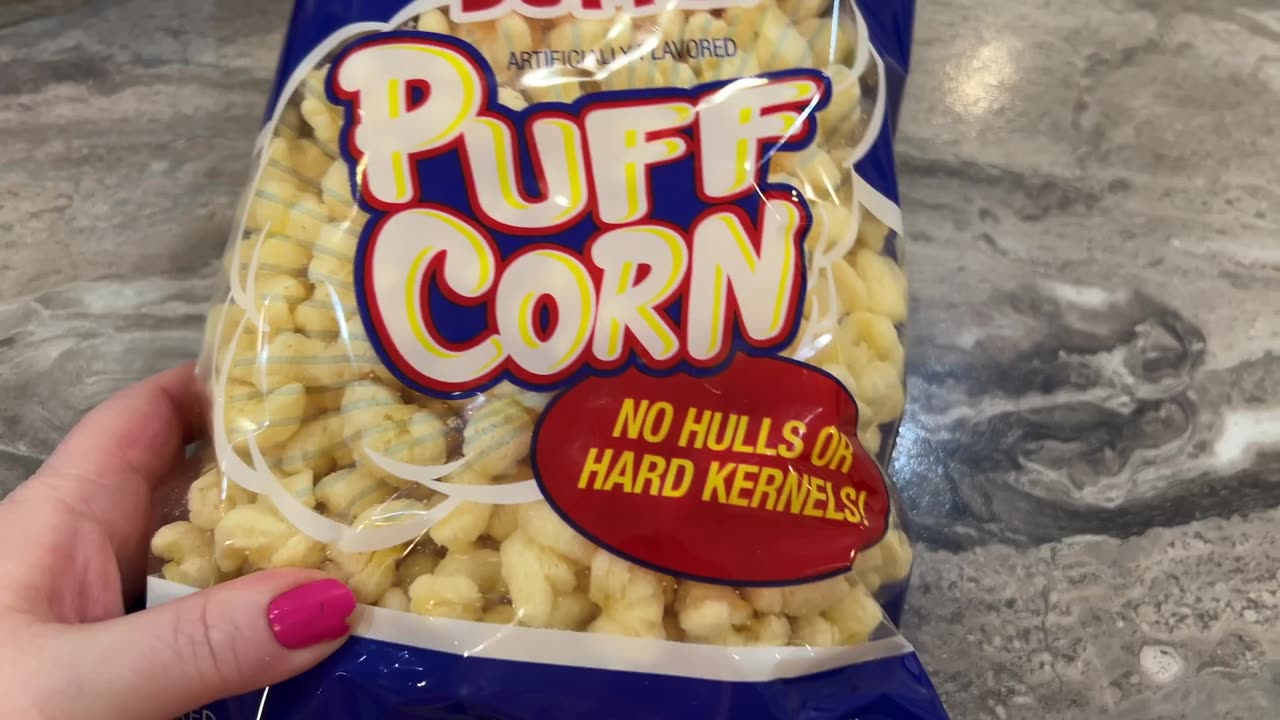 ARTIFICIALLY FLAVORED
PUFF
CORN
NO HULLS OR
HARD KERNELS!